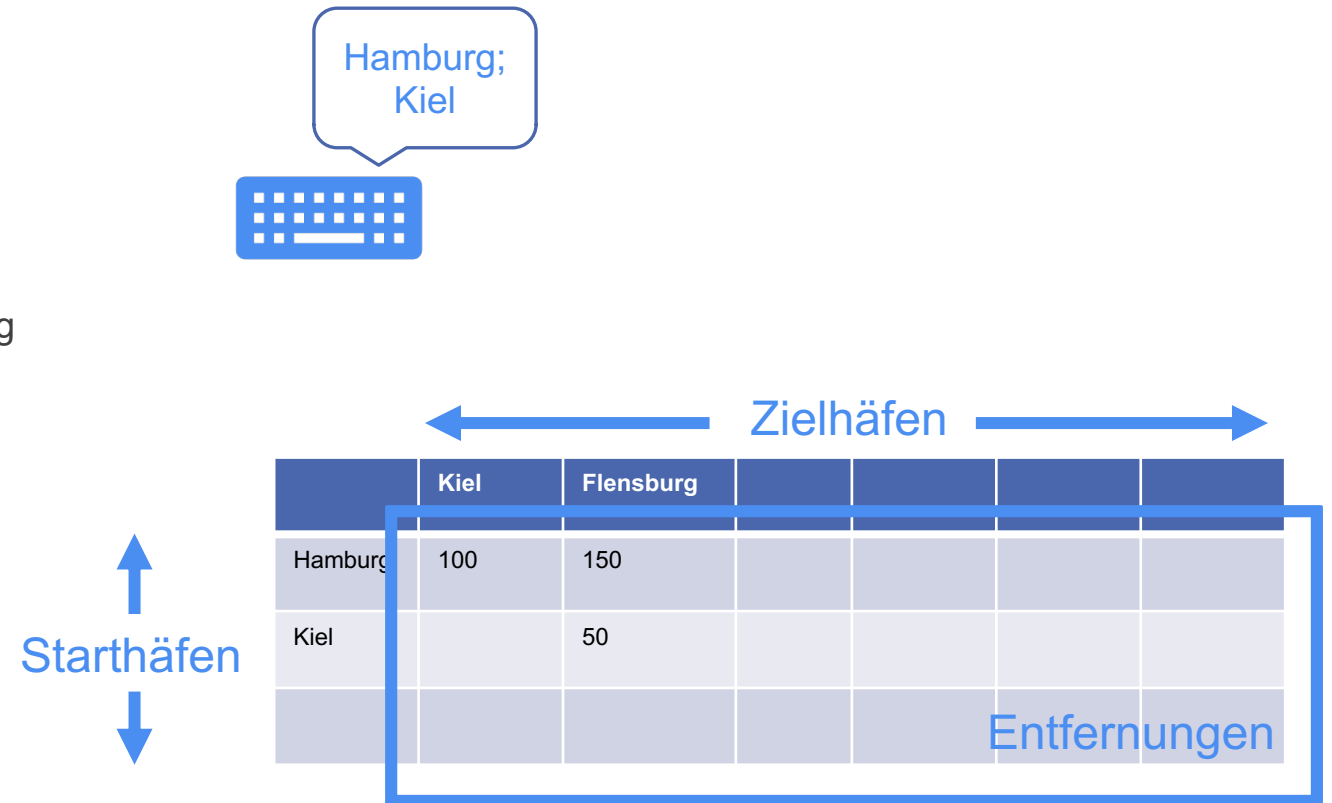 Hamburg;
Kiel
g
Zielhäfen
Kiel Flensburg
Hamburg 100 150
Starthäfen
Kiel 50
Entfernungen